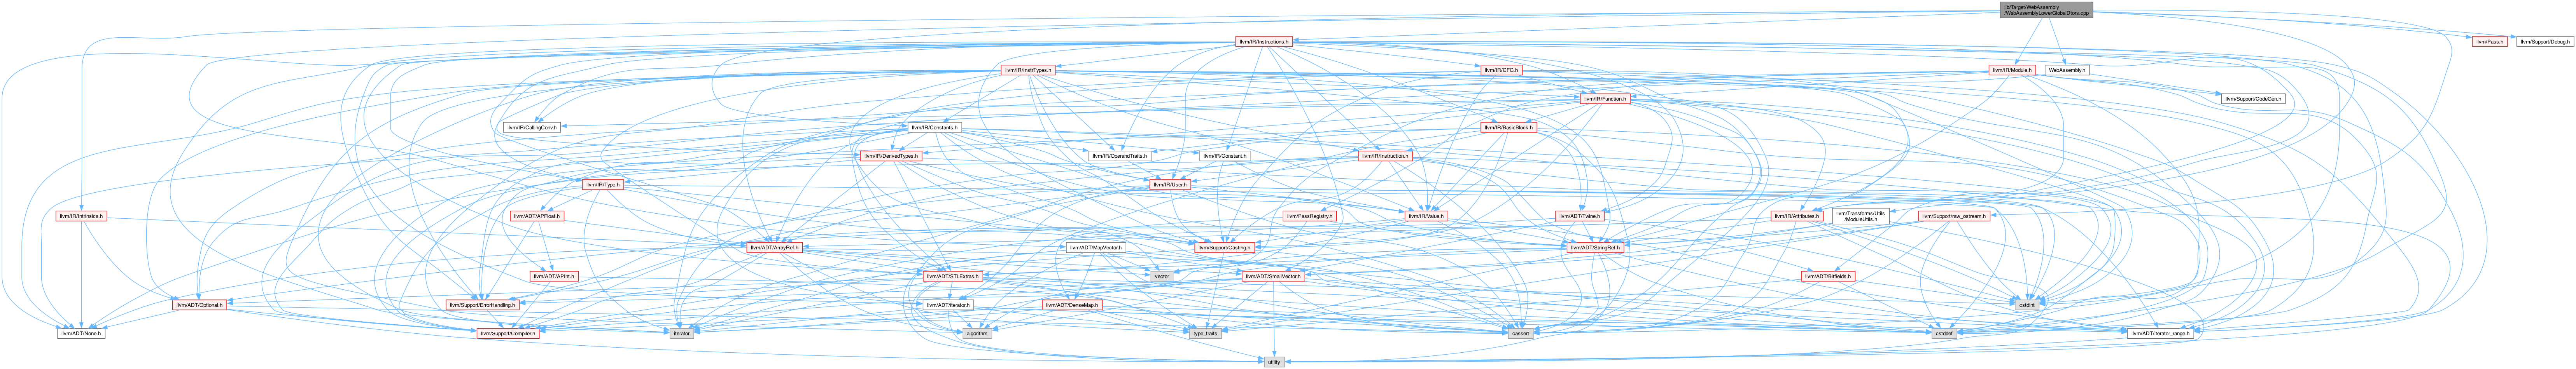 lib/Target/WebAssembly
/WebAssemblyLowerGlobalDtors.cpp
llvm/IR/Instructions.h
llvm/Pass.h
llvm/Support/Debug.h
llvm/IR/InstrTypes.h
llvm/IR/CFG.h
llvm/IR/Module.h
WebAssembly.h
llvm/IR/Function.h
llvm/Support/CodeGen.h
llvm/IR/CallingConv.h
llvm/IR/Constants.h
llvm/IR/BasicBlock.h
llvm/IR/DerivedTypes.h
llvm/IR/OperandTraits.h
llvm/IR/Constant.h
llvm/IR/Instruction.h
llvm/IR/Type.h
llvm/IR/User.h
llvm/IR/Intrinsics.h
llvm/ADT/APFloat.h
llvm/PassRegistry.h
llvm/IR/Value.h
llvm/ADT/Twine.h
llvm/IR/Attributes.h
llvm/Transforms/Utils
/ModuleUtils.h
llvm/Support/raw_ostream.h
llvm/ADT/ArrayRef.h
llvm/ADT/MapVector.h
llvm/Support/Casting.h
llvm/ADT/StringRef.h
llvm/ADT/APInt.h
llvm/ADT/STLExtras.h
vector
llvm/ADT/SmallVector.h
llvm/ADT/Bitfields.h
llvm/ADT/Optional.h
llvm/Support/ErrorHandling.h
llvm/ADT/iterator.h
llvm/ADT/DenseMap.h
cstdint
llvm/ADT/None.h
llvm/Support/Compiler.h
iterator
algorithm
type_traits
cassert
cstddef
llvm/ADT/iterator_range.h
utility